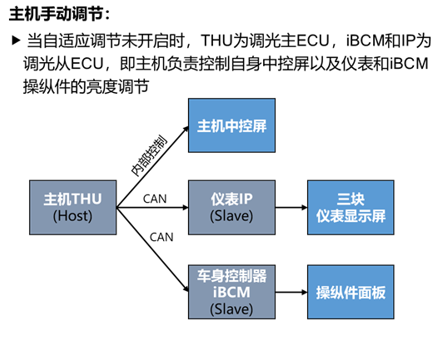 主机手动调节：
▶ 当自适应调节未开启时，THU为调光主ECU，iBCM和IP为
调光从ECU，即主机负责控制自身中控屏以及仪表和iBCM
操纵件的亮度调节
主机中控屏
内部控制
主机THU
(Host)
CAN
仪表IP
(Slave)
三块
仪表显示屏
CAN
车身控制器
iBCM
(Slave)
操纵件面板